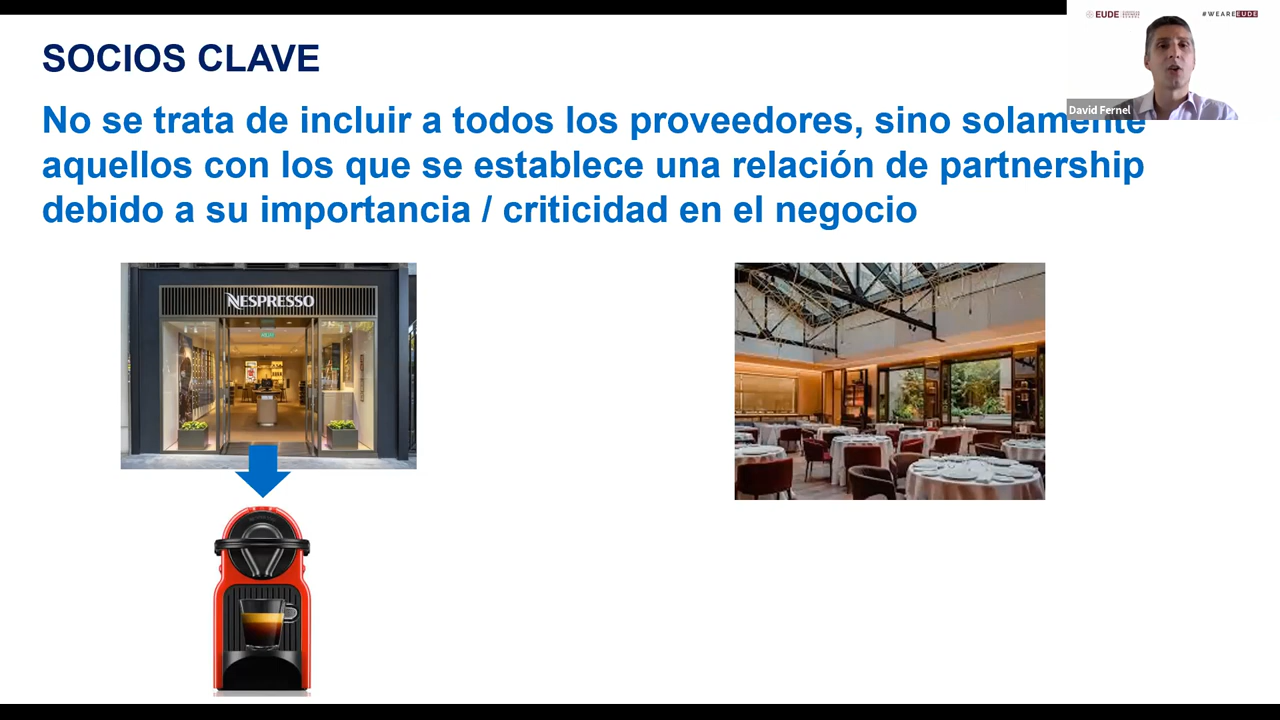 SOCIOS CLAVE
No se trata de incluir a todos los proveedores, sino solamente
aquellos con los que se establece una relación de partnership
debido a su importancia / criticidad en el negocio
EUDE
#WEAREEUDE
David Fernel
NESPRESSO